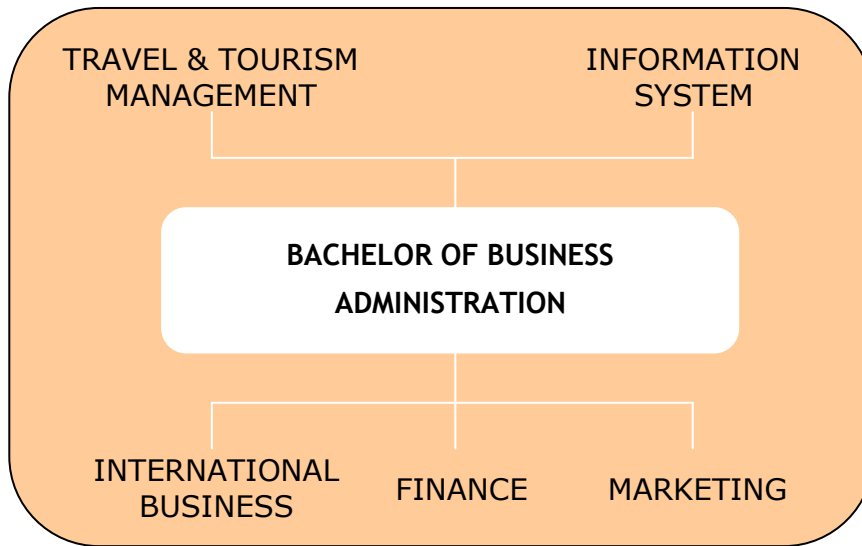 TRAVEL & TOURISM
MANAGEMENT
INFORMATION
SYSTEM
BACHELOR OF BUSINESS
ADMINISTRATION
INTERNATIONAL
BUSINESS
FINANCE
MARKETING